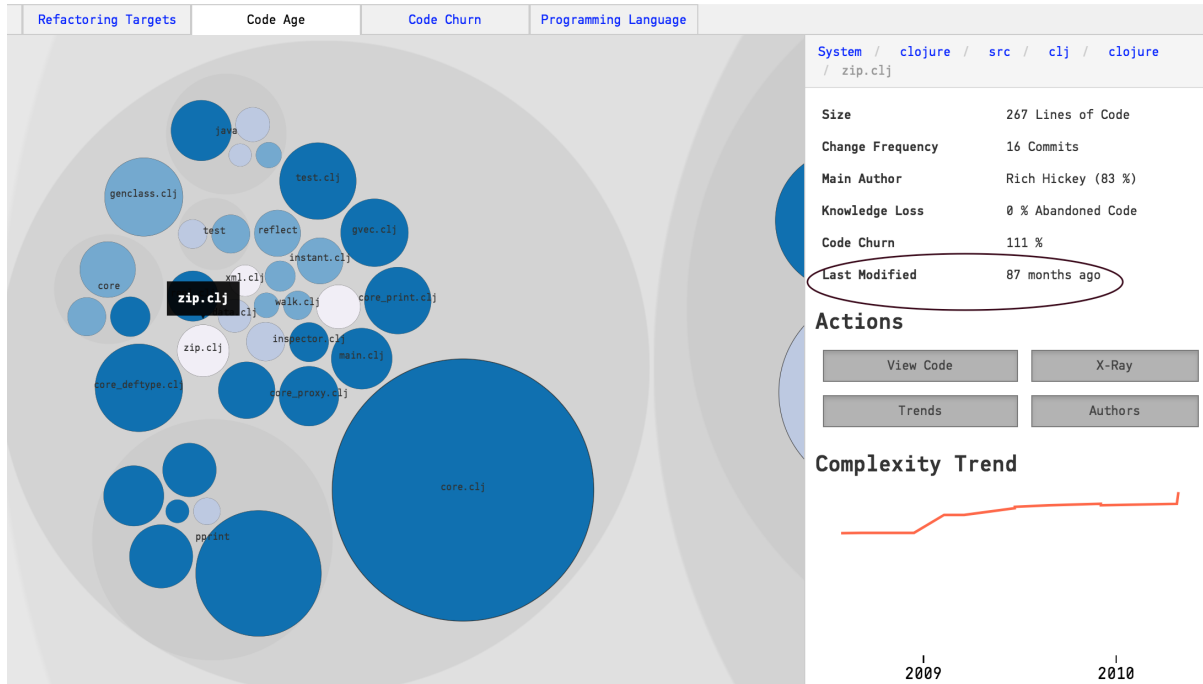 Refactoring Targets
Code Age
Code Churn
Programming Language
System / clojure / src / clj / clojure
/ zip.clj
Size 267 Lines of Code
Change Frequency 16 Commits
Main Author Rich Hickey (83 %)
Knowledge Loss 0 % Abandoned Code
Code Churn 111 %
Last Modified 87 months ago
Actions
View Code
X-Ray
Trends
Authors
Complexity Trend
2009
2010
java
test.clj
genclass.clj
test
reflect
gvec.clj
instant.clj
core
xml.clj
zip.clj
walk.clj
core_print.clj
zip.clj
inspector.clj
main.clj
core_deftype.clj
core_proxy.clj
core.clj
pprint